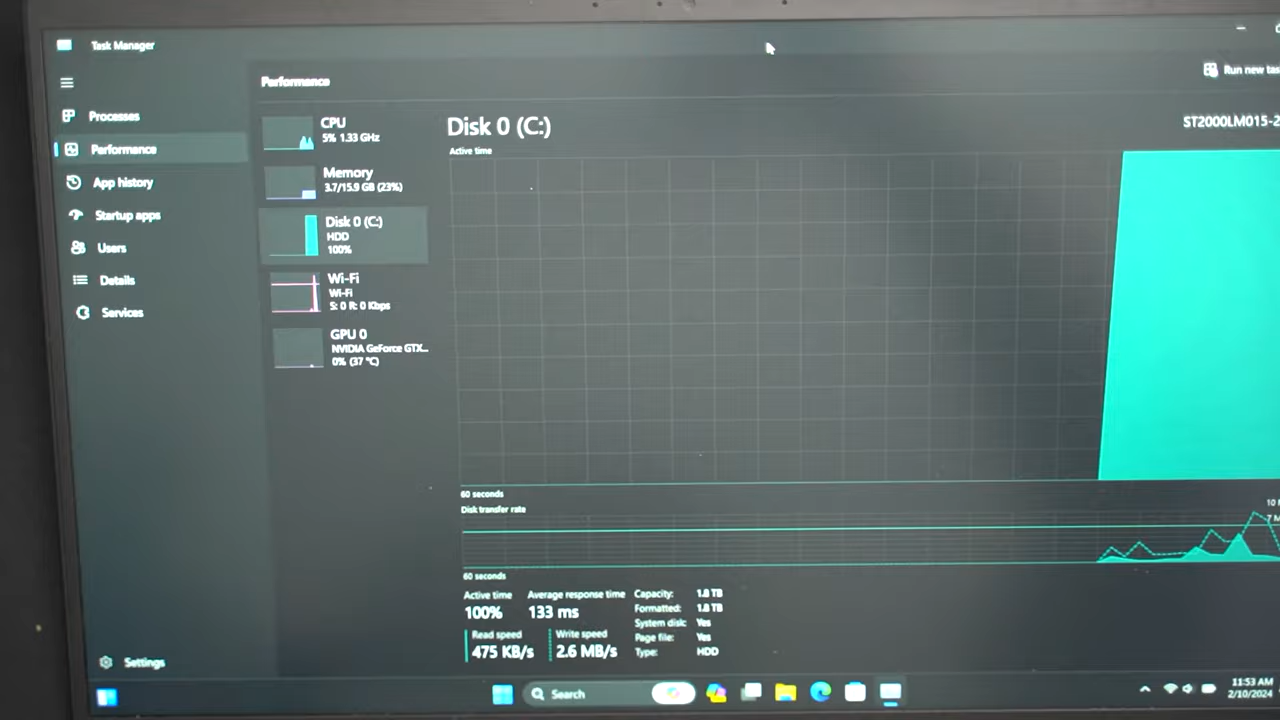 Task Manager
Run new
Performance
Processes
Performance
App history
Startup apps
Users
Details
Services
Settings
CPU
5% 1.33 GHz
Memory
3.7/15.9 GB (23%)
Disk 0 (C:)
HDD
100%
Wi-Fi
Wi-Fi
S: 0 R: 0 Kbps
GPU 0
NVIDIA GeForce GTX...
0% (37 °C)
Disk 0 (C:)
ST2000LM015-2
Active time
60 seconds
Disk transfer rate
10
7
60 seconds
Active time
100%
Average response time
133 ms
Read speed
475 KB/s
Write speed
2.6 MB/s
Capacity: 1.8 TB
Formatted: 1.8 TB
System disk: Yes
Page file: Yes
Type: HDD
Search
11:53 AM
2/10/2024